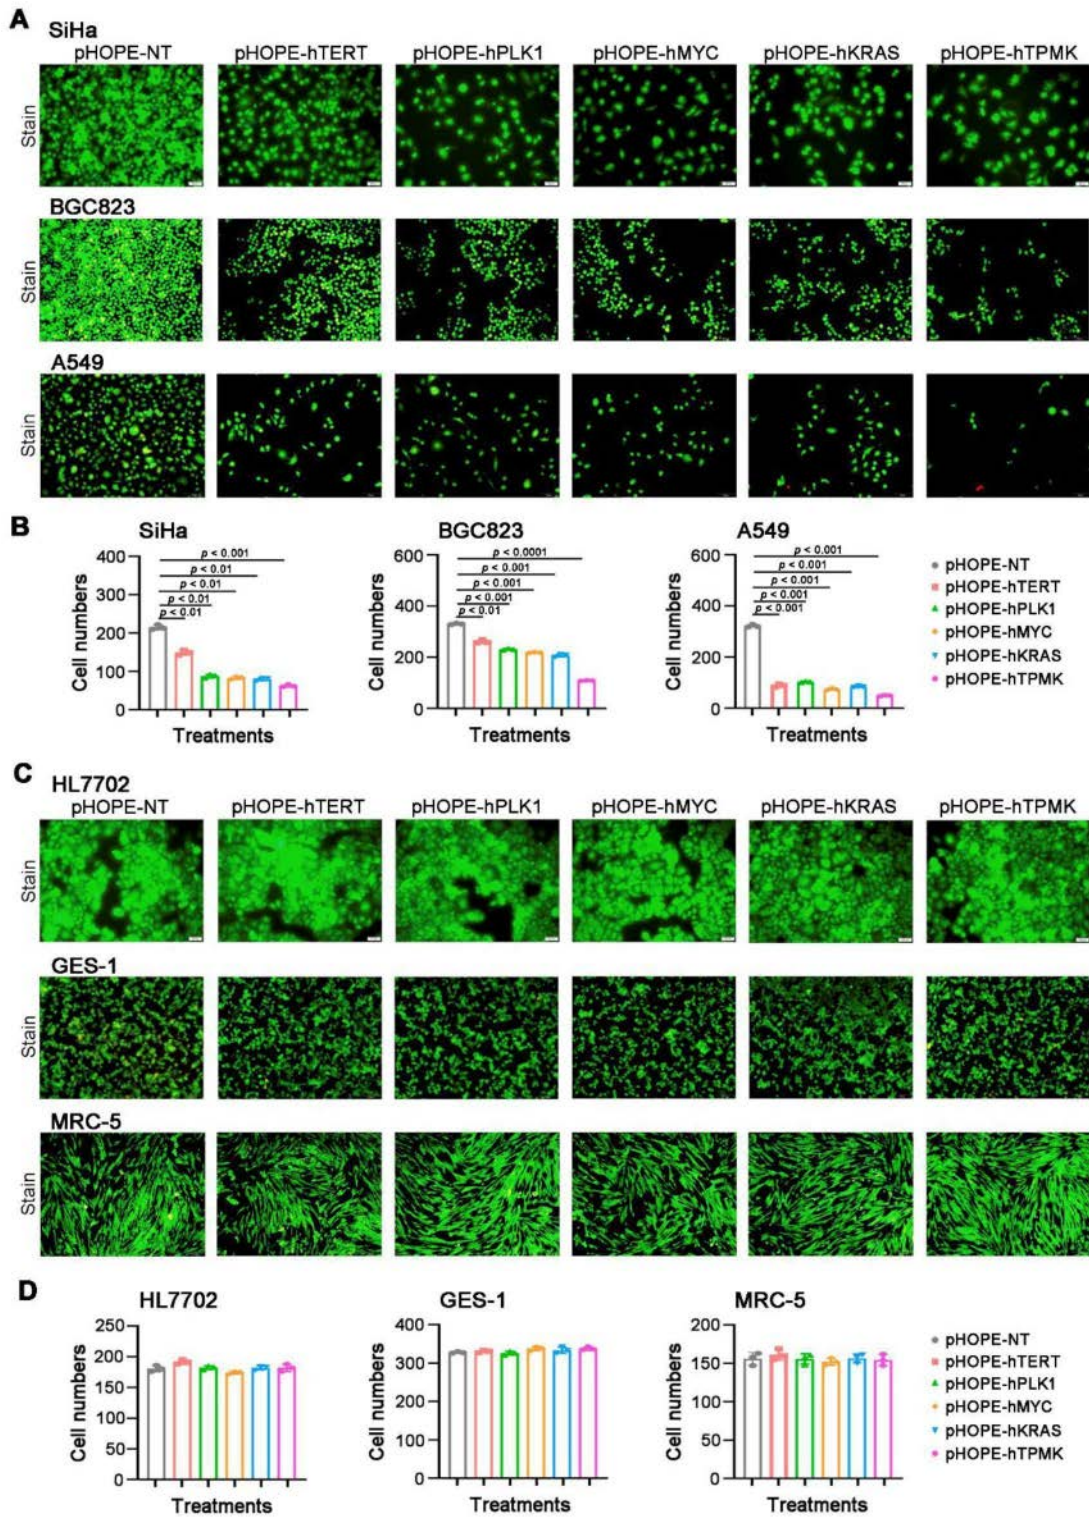 A
SiHa
pHOPE-NT pHOPE-hTERT pHOPE-hPLK1 pHOPE-hMYC pHOPE-hKRAS pHOPE-hTPMK
Stain
BGC823
Stain
A549
Stain
B
SiHa
Cell numbers
400
300
200
100
0
p < 0.001
p < 0.01
p < 0.01
p < 0.01
p < 0.01
Treatments
BGC823
Cell numbers
600
400
200
0
p < 0.0001
p < 0.001
p < 0.001
p < 0.001
p < 0.01
Treatments
A549
Cell numbers
600
400
200
0
p < 0.001
p < 0.001
p < 0.001
p < 0.001
p < 0.001
Treatments
pHOPE-NT
pHOPE-hTERT
pHOPE-hPLK1
pHOPE-hMYC
pHOPE-hKRAS
pHOPE-hTPMK
C
HL7702
pHOPE-NT pHOPE-hTERT pHOPE-hPLK1 pHOPE-hMYC pHOPE-hKRAS pHOPE-hTPMK
Stain
GES-1
Stain
MRC-5
Stain
D
HL7702
Cell numbers
250
200
150
100
50
0
Treatments
GES-1
Cell numbers
400
300
200
100
0
Treatments
MRC-5
Cell numbers
200
150
100
50
0
Treatments
pHOPE-NT
pHOPE-hTERT
pHOPE-hPLK1
pHOPE-hMYC
pHOPE-hKRAS
pHOPE-hTPMK